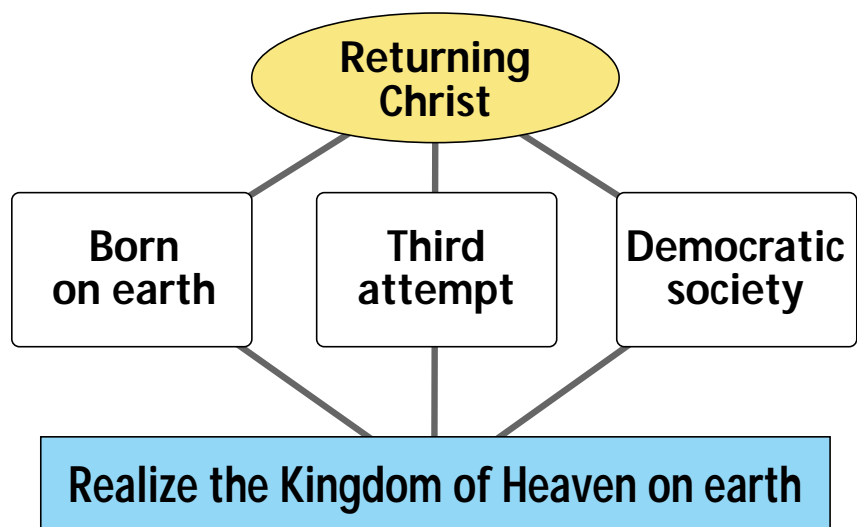 Returning
Christ
Born
on earth
Third
attempt
Democratic
society
Realize the Kingdom of Heaven on earth